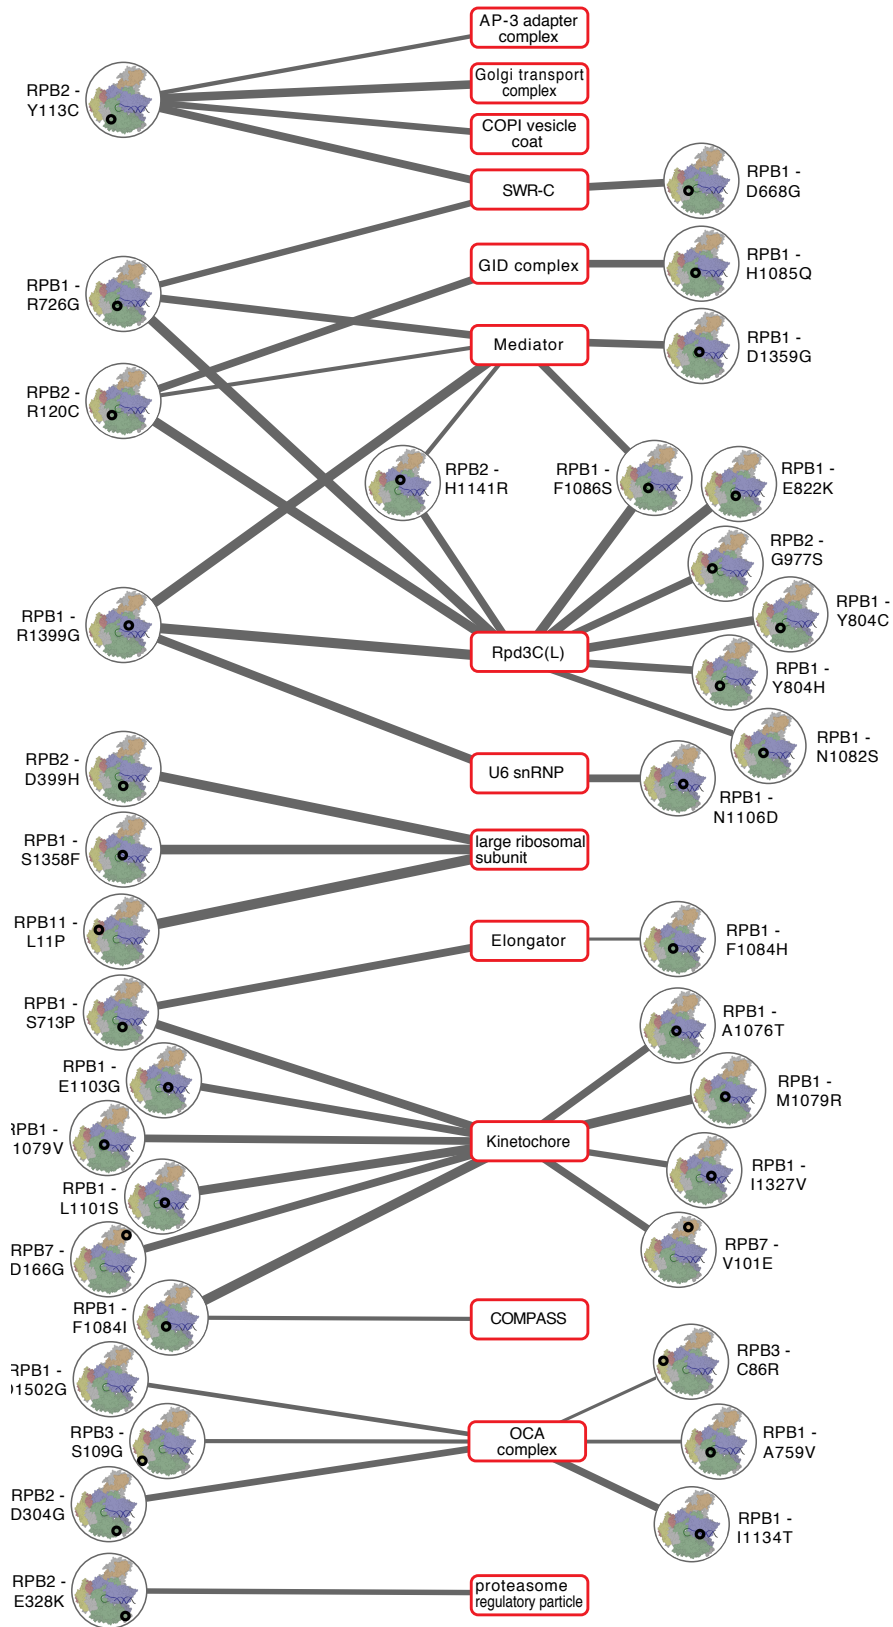 AP-3 adapter
complex
RPB2 -
Y113C
Golgi transport
complex
COPI vesicle
coat
SWR-C
RPB1 -
D668G
RPB1 -
R726G
GID complex
RPB1 -
H1085Q
Mediator
RPB1 -
D1359G
RPB2 -
R120C
RPB2 -
H1141R
RPB1 -
F1086S
RPB1 -
E822K
RPB2 -
G977S
RPB1 -
Y804C
RPB1 -
R1399G
Rpd3C(L)
RPB1 -
Y804H
RPB1 -
N1082S
RPB2 -
D399H
U6 snRNP
RPB1 -
N1106D
RPB1 -
S1358F
large ribosomal
subunit
RPB11 -
L11P
Elongator
RPB1 -
F1084H
RPB1 -
S713P
RPB1 -
A1076T
RPB1 -
E1103G
RPB1 -
M1079R
RPB1 -
1079V
Kinetochore
RPB1 -
I1327V
RPB1 -
L1101S
RPB7 -
D166G
RPB7 -
V101E
RPB1 -
F1084I
COMPASS
RPB1 -
1502G
RPB3 -
C86R
RPB3 -
S109G
OCA
complex
RPB1 -
A759V
RPB2 -
D304G
RPB1 -
I1134T
RPB2 -
E328K
proteasome
regulatory particle